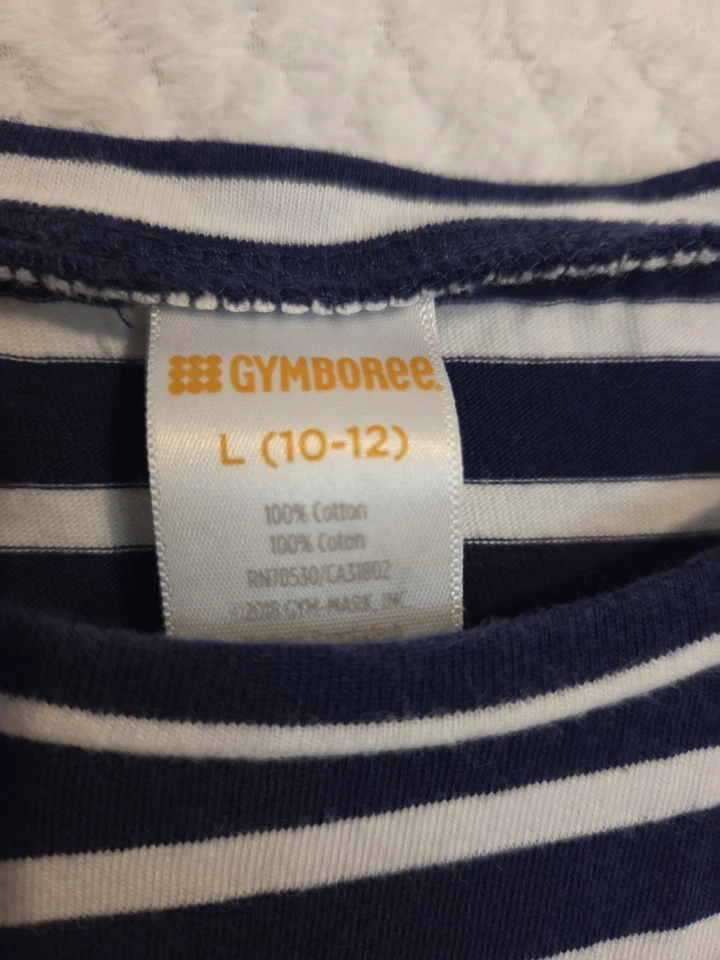 GYMBOREE
L (10-12)
100% Cotton
100% Coton
RN70530/CA31802
©2018 GYM-MARK, INC.